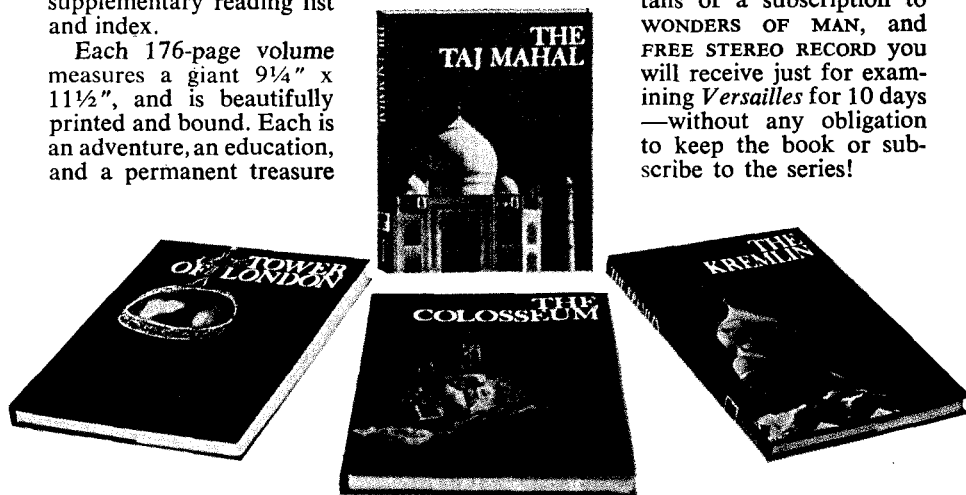 supplementary reading list
and index.
Each 176-page volume
measures a giant 9¼" x
11½", and is beautifully
printed and bound. Each is
an adventure, an education,
and a permanent treasure
THE
TAJ MAHAL
tails of a subscription to
WONDERS OF MAN, and
FREE STEREO RECORD you
will receive just for exam-
ining Versailles for 10 days
—without any obligation
to keep the book or sub-
scribe to the series!
TOWER
OF LONDON
THE
COLOSSEUM
THE
KREMLIN